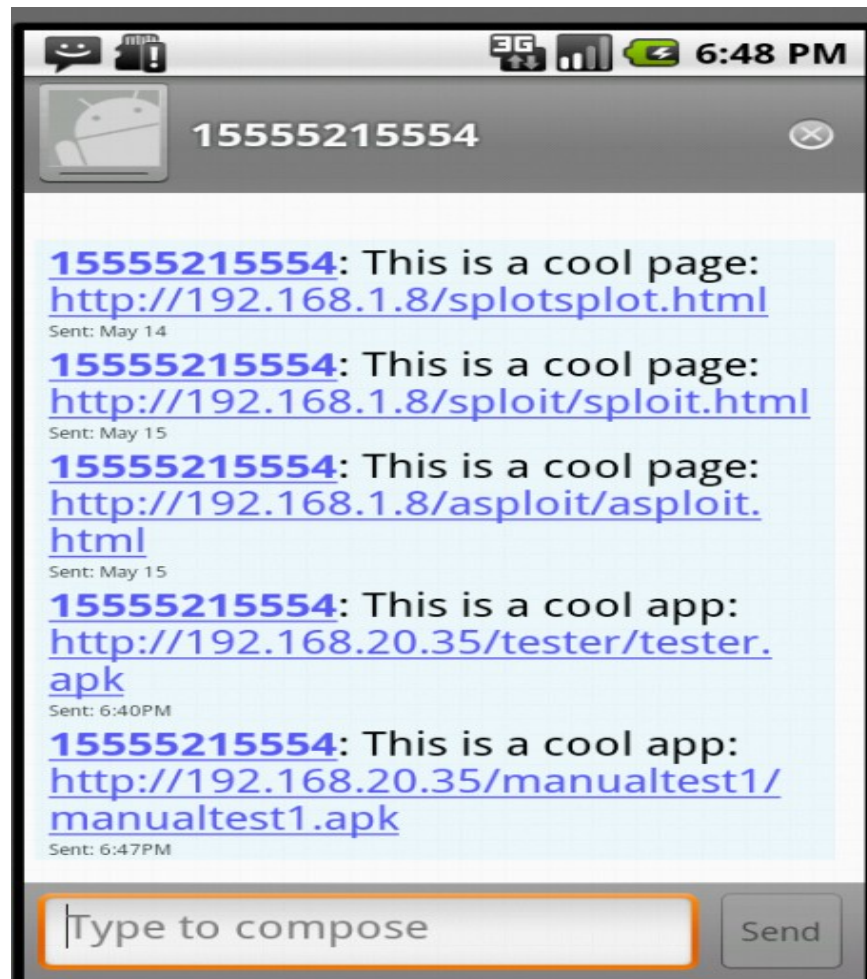 3G 6:48 PM
15555215554
15555215554: This is a cool page:
http://192.168.1.8/splotsplot.html
Sent: May 14
15555215554: This is a cool page:
http://192.168.1.8/sploit/sploit.html
Sent: May 15
15555215554: This is a cool page:
http://192.168.1.8/asploit/asploit.
html
Sent: May 15
15555215554: This is a cool app:
http://192.168.20.35/tester/tester.
apk
Sent: 6:40PM
15555215554: This is a cool app:
http://192.168.20.35/manualtest1/
manualtest1.apk
Sent: 6:47PM
Type to compose
Send